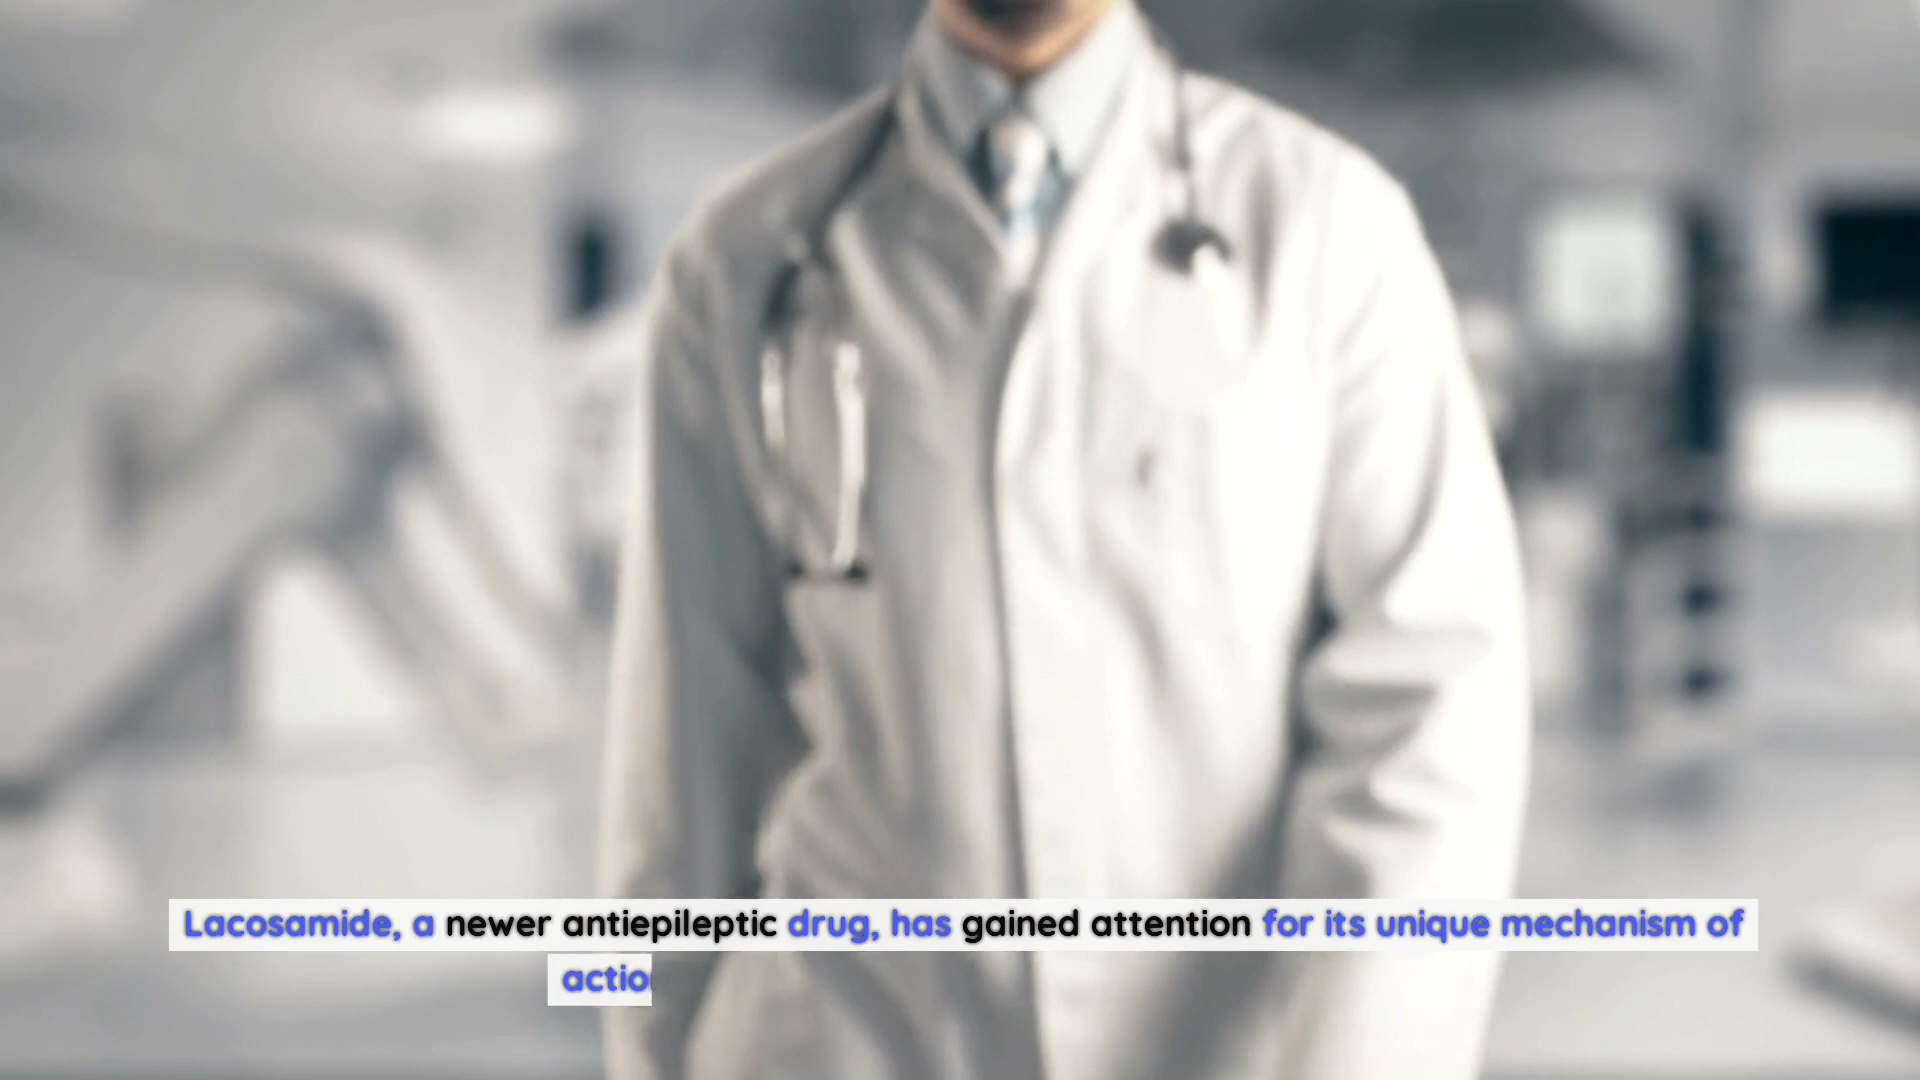 Lacosamide, a newer antiepileptic drug, has gained attention for its unique mechanism of
actio